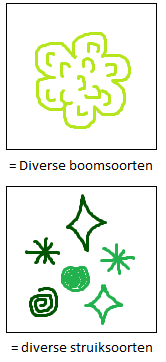 = Diverse boomsoorten
= diverse struiksoorten